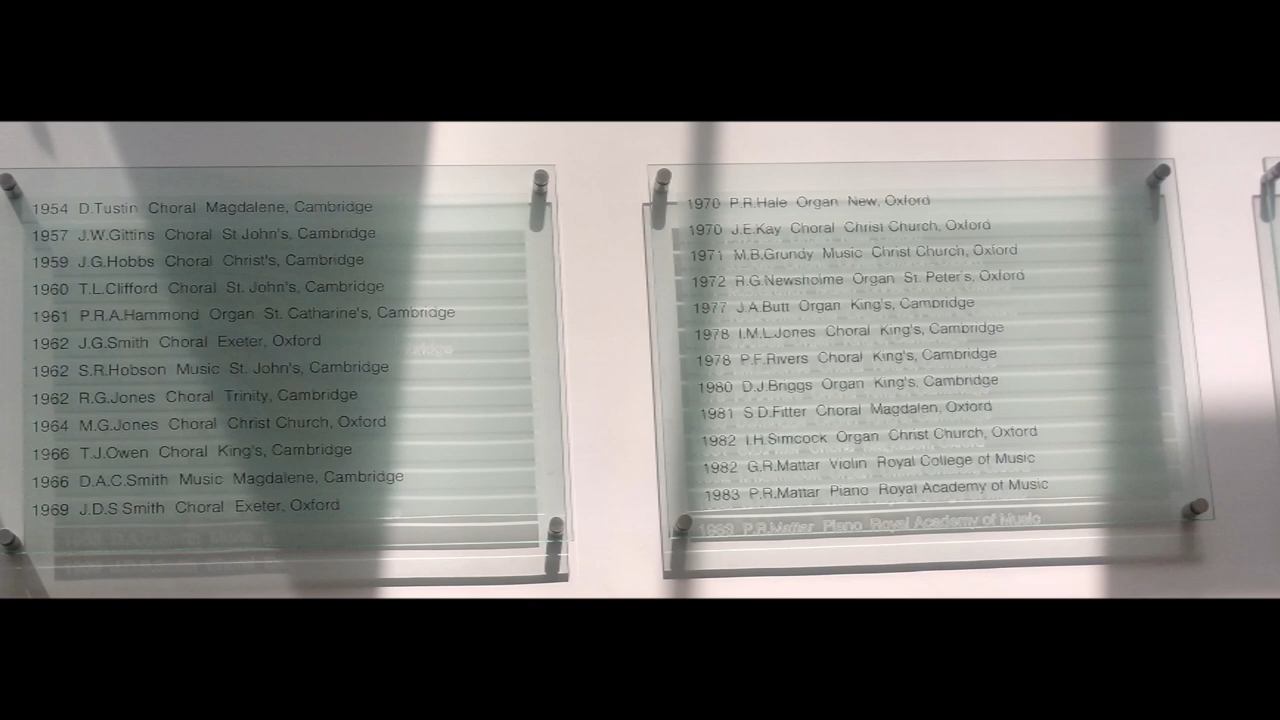 1954 D.Tustin Choral Magdalene, Cambridge
1957 J.W.Gittins Choral St John's, Cambridge
1959 J.G.Hobbs Choral Christ's, Cambridge
1960 T.L.Clifford Choral St. John's, Cambridge
1961 P.R.A.Hammond Organ St. Catharine's, Cambridge
1962 J.G.Smith Choral Exeter, Oxford
1962 S.R.Hobson Music St. John's, Cambridge
1962 R.G.Jones Choral Trinity, Cambridge
1964 M.G.Jones Choral Christ Church, Oxford
1966 T.J.Owen Choral King's, Cambridge
1966 D.A.C.Smith Music Magdalene, Cambridge
1969 J.D.S Smith Choral Exeter, Oxford
1970 P.R.Hale Organ New, Oxford
1970 J.E.Kay Choral Christ Church, Oxford
1971 M.B.Grundy Music Christ Church, Oxford
1972 R.G.Newsholme Organ St. Peter's, Oxford
1977 J.A.Butt Organ King's, Cambridge
1978 I.M.L.Jones Choral King's, Cambridge
1978 P.F.Rivers Choral King's, Cambridge
1980 D.J.Briggs Organ King's, Cambridge
1981 S.D.Fitter Choral Magdalen, Oxford
1982 I.H.Simcock Organ Christ Church, Oxford
1982 G.R.Mattar Violin Royal College of Music
1983 P.R.Mattar Piano Royal Academy of Music